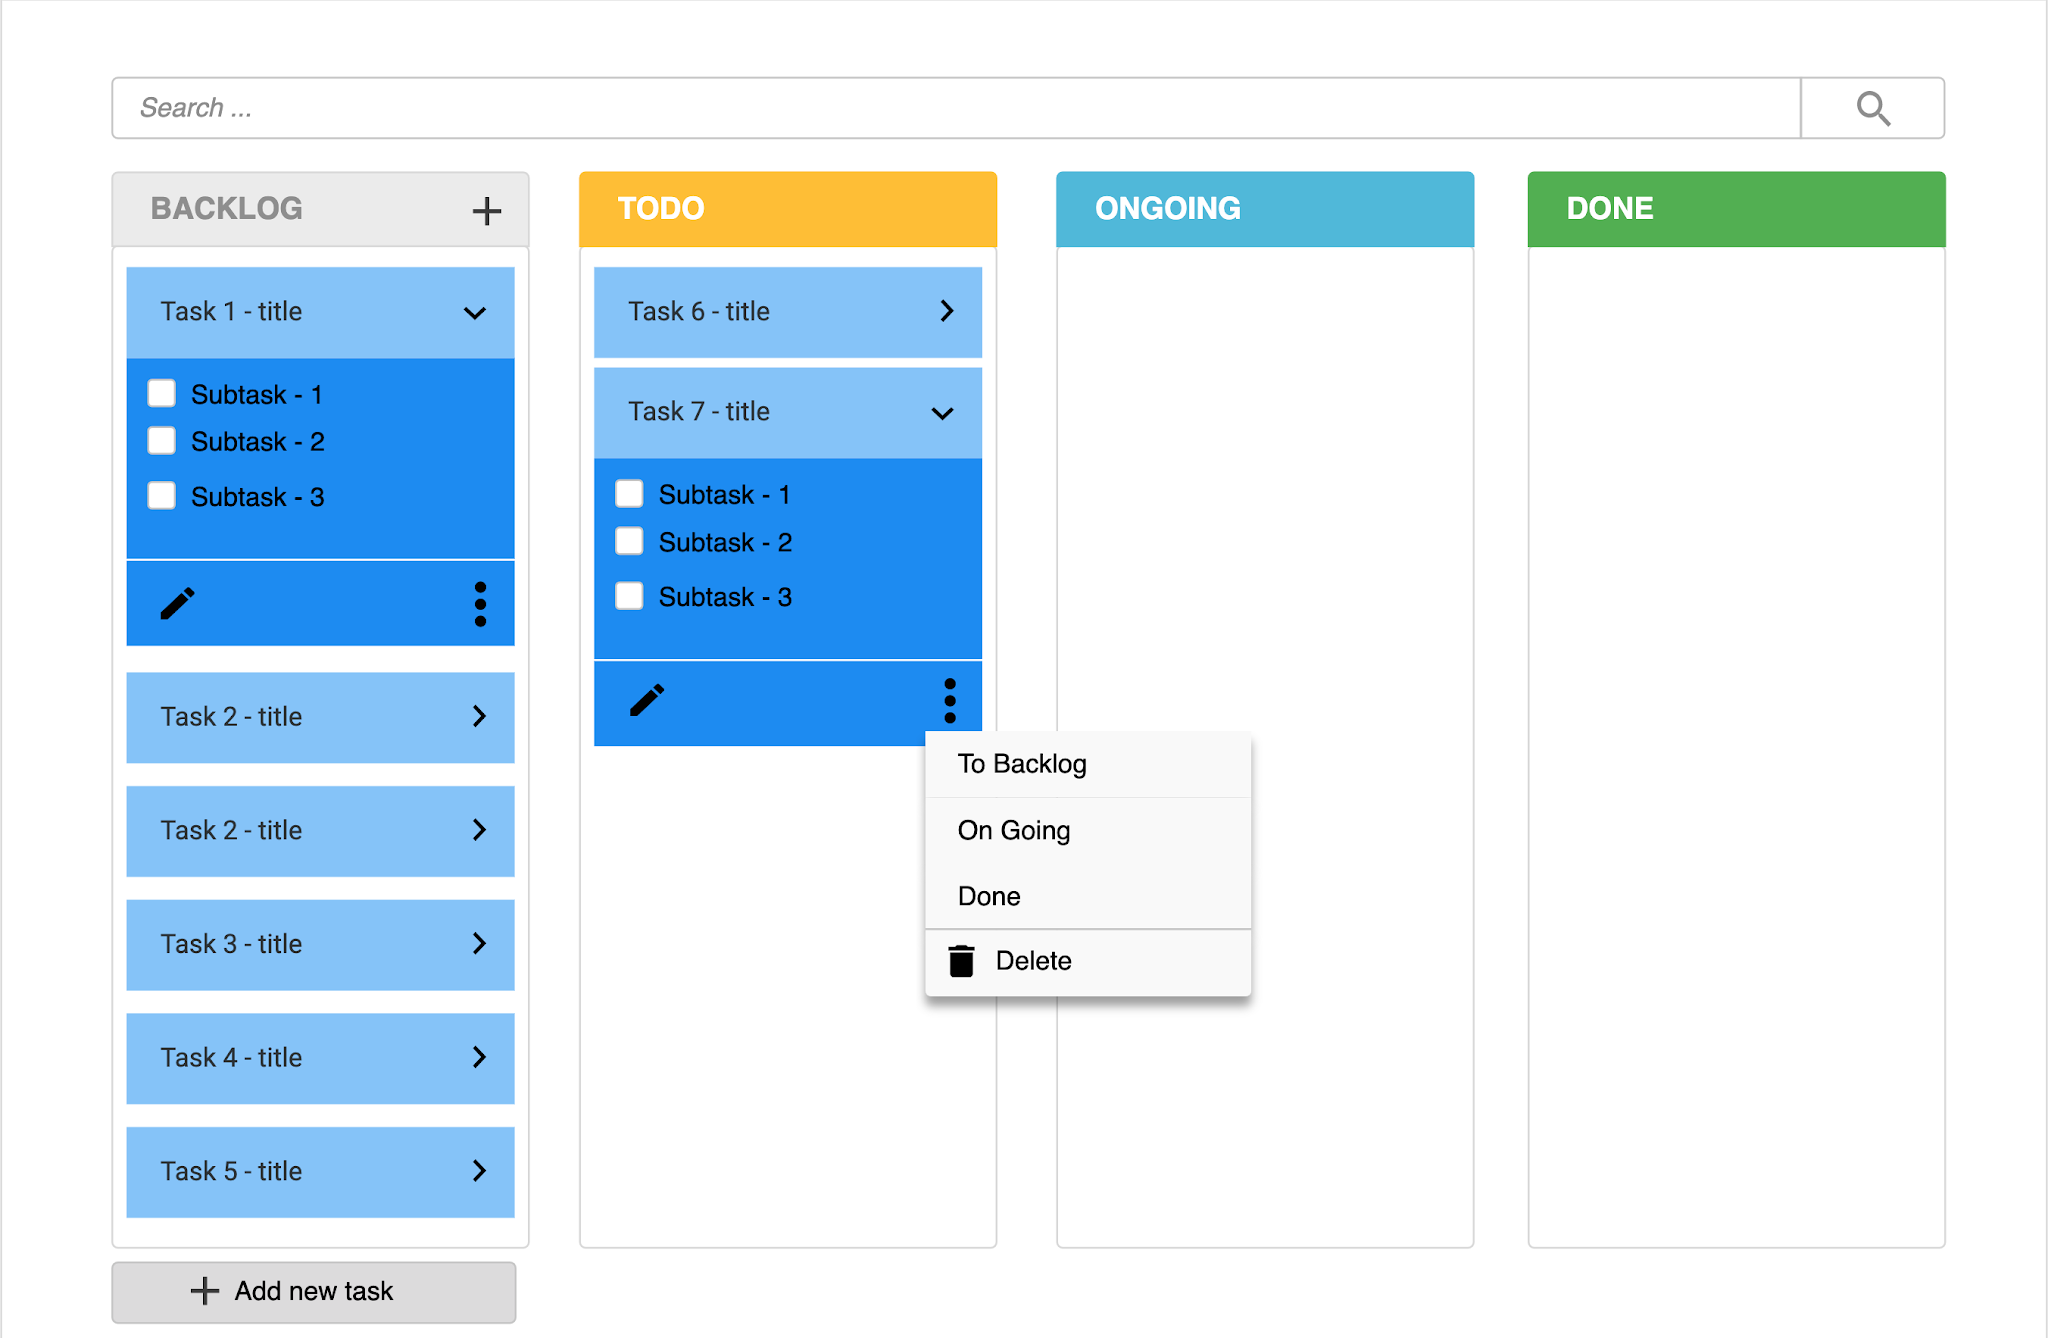 Search ...
BACKLOG
Task 1 - title
Subtask - 1
Subtask - 2
Subtask - 3
Task 2 - title
Task 2 - title
Task 3 - title
Task 4 - title
Task 5 - title
Add new task
TODO
Task 6 - title
Task 7 - title
Subtask - 1
Subtask - 2
Subtask - 3
To Backlog
On Going
Done
Delete
ONGOING
DONE